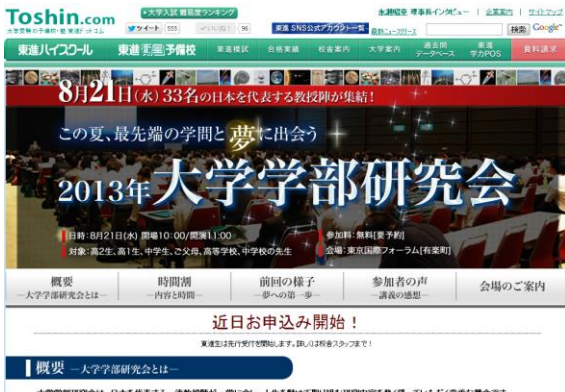 Toshin.com
大学受験の予備校・塾 東進ドットコム
大学入試 難易度ランキング
ツイート 555
いいね! 96
東進 SNS公式アカウント一覧
永瀬昭幸 理事長インタビュー
企業案内
サイトマップ
最新ニュースリリース
検索
Google
東進ハイスクール
東進衛星予備校
東進模試
合格実績
校舎案内
大学案内
過去問データベース
東進学力POS
資料請求
8月21日(水) 33名の日本を代表する教授陣が集結!
この夏、最先端の学問と夢に出会う
2013年 大学学部研究会
日時:8月21日(水) 開場10:00/開演11:00
参加料:無料[要予約]
対象:高2生、高1生、中学生、ご父母、高等学校、中学校の先生
会場:東京国際フォーラム[有楽町]
概要
―大学学部研究会とは―
時間割
―内容と時間―
前回の様子
―夢への第一歩―
参加者の声
―講義の感想―
会場のご案内
近日お申込み開始!
東進生は先行受付を開始します。詳しくは校舎スタッフまで!
概要 ―大学学部研究会とは―